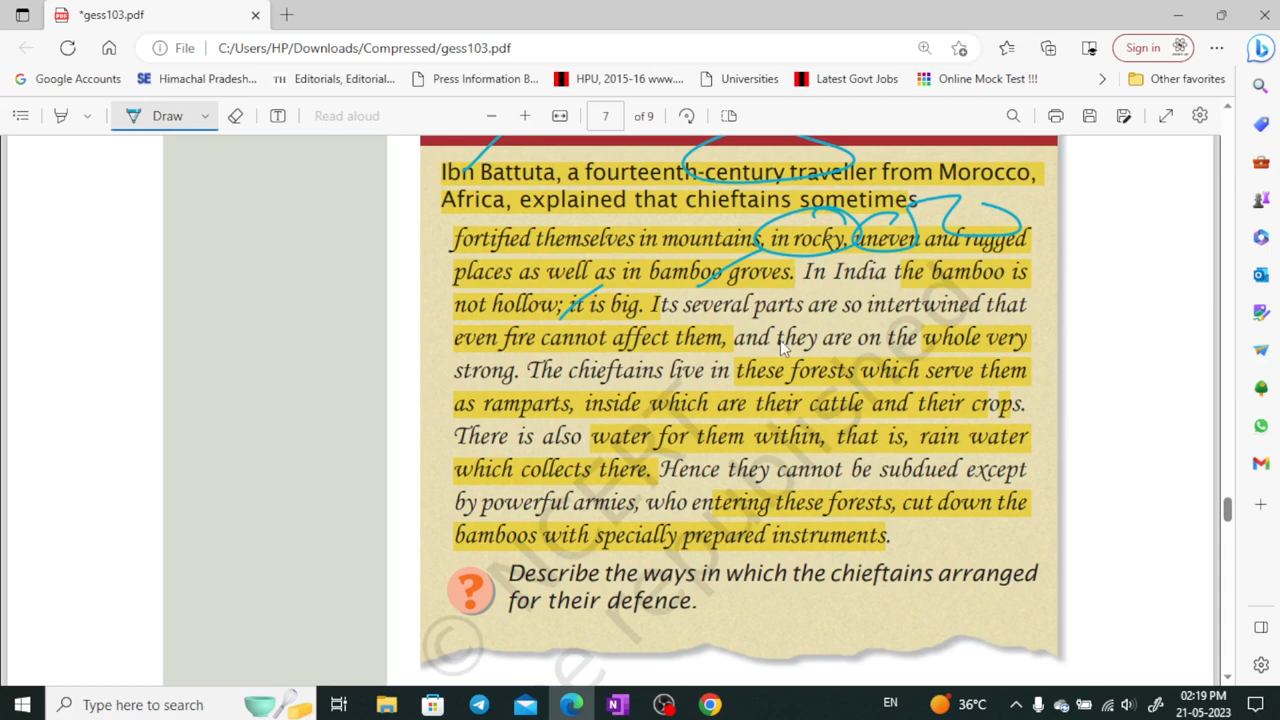 *gess103.pdf
File C:/Users/HP/Downloads/Compressed/gess103.pdf Sign in
Google Accounts SE Himachal Pradesh... TH Editorials, Editorial... Press Information B... HPU, 2015-16 www.... Universities Latest Govt Jobs Online Mock Test !!! Other favorites
Draw Read aloud 7 of 9
Ibn Battuta, a fourteenth-century traveller from Morocco,
Africa, explained that chieftains sometimes
fortified themselves in mountains, in rocky, uneven and rugged
places as well as in bamboo groves. In India the bamboo is
not hollow; it is big. Its several parts are so intertwined that
even fire cannot affect them, and they are on the whole very
strong. The chieftains live in these forests which serve them
as ramparts, inside which are their cattle and their crops.
There is also water for them within, that is, rain water
which collects there. Hence they cannot be subdued except
by powerful armies, who entering these forests, cut down the
bamboos with specially prepared instruments.
? Describe the ways in which the chieftains arranged
for their defence.
© NCERT
republished
Type here to search EN 36°C 02:19 PM
21-05-2023